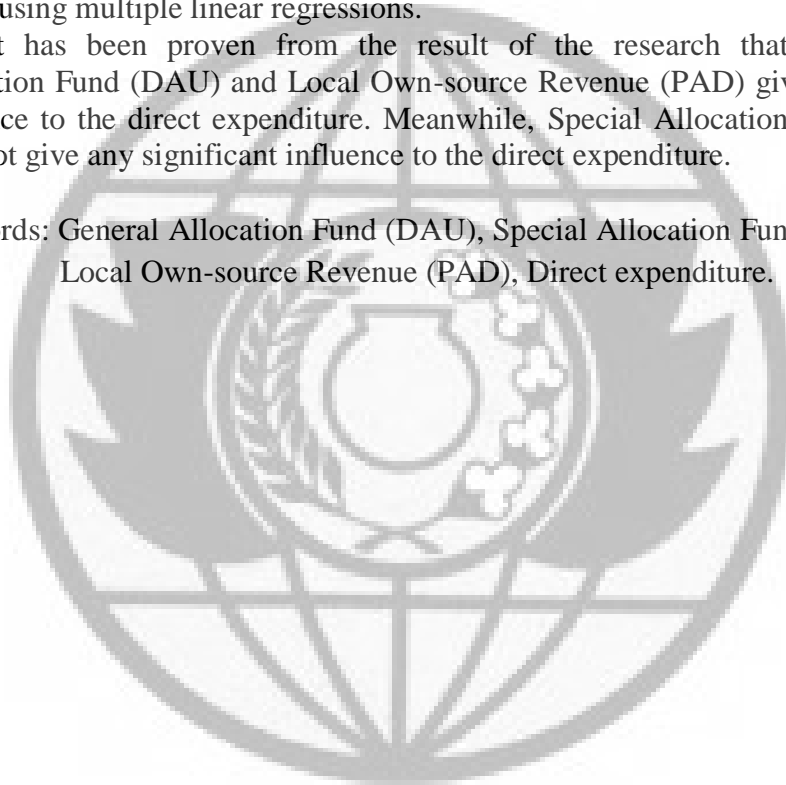 using multiple linear regressions.
t has been proven from the result of the research that
tion Fund (DAU) and Local Own-source Revenue (PAD) giv
ce to the direct expenditure. Meanwhile, Special Allocation
ot give any significant influence to the direct expenditure.
rds: General Allocation Fund (DAU), Special Allocation Fun
Local Own-source Revenue (PAD), Direct expenditure.